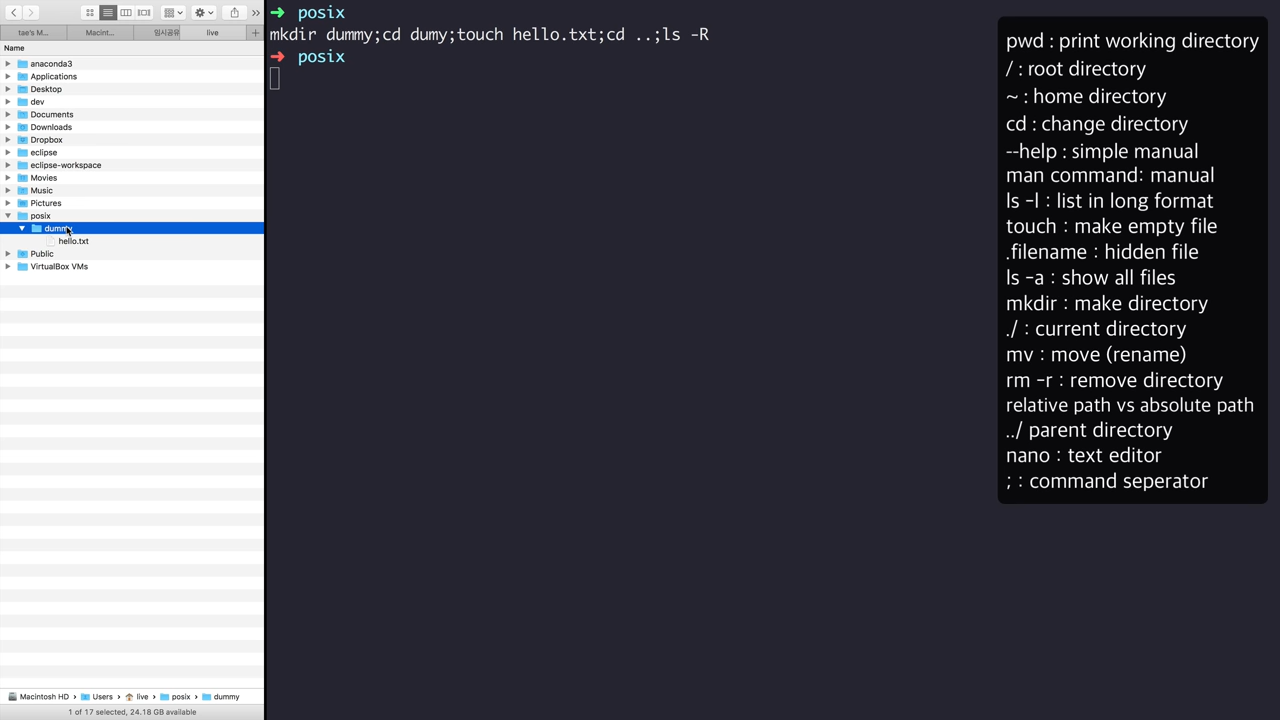 tae's M...
Macint...
임시공유
live
Name
anaconda3
Applications
Desktop
dev
Documents
Downloads
Dropbox
eclipse
eclipse-workspace
Movies
Music
Pictures
posix
dummy
hello.txt
Public
VirtualBox VMs
Macintosh HD > Users > live > posix > dummy
1 of 17 selected, 24.18 GB available
➜ posix
mkdir dummy;cd dumy;touch hello.txt;cd ..;ls -R
➜ posix
pwd : print working directory
/ : root directory
~ : home directory
cd : change directory
--help : simple manual
man command: manual
ls -l : list in long format
touch : make empty file
.filename : hidden file
ls -a : show all files
mkdir : make directory
./ : current directory
mv : move (rename)
rm -r : remove directory
relative path vs absolute path
../ parent directory
nano : text editor
; : command seperator